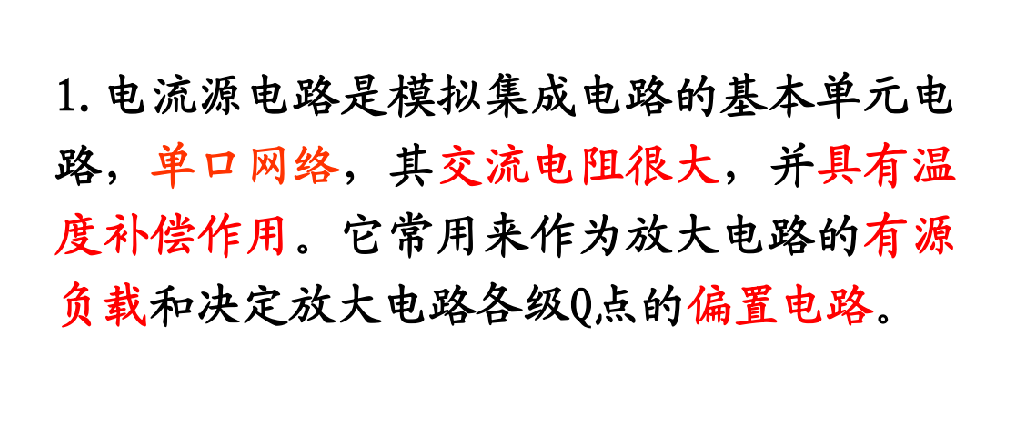 1. 电流源电路是模拟集成电路的基本单元电
路，单口网络，其交流电阻很大，并具有温
度补偿作用。它常用来作为放大电路的有源
负载和决定放大电路各级Q点的偏置电路。